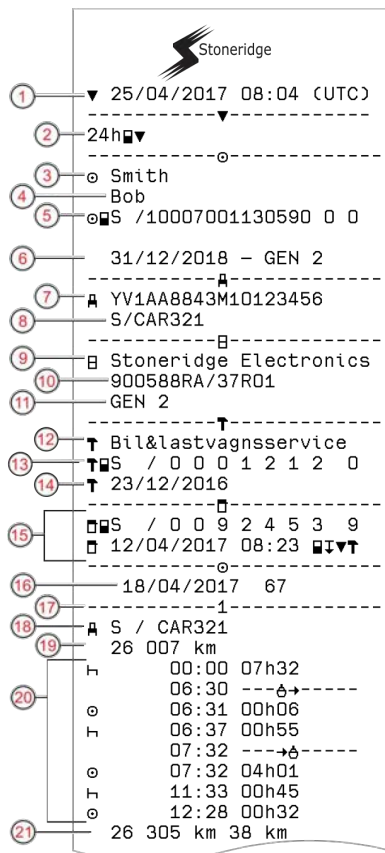 Stoneridge
1 ▼ 25/04/2017 08:04 (UTC)
2 24h▼
3 Smith
4 Bob
5 S /10007001130590 0 0
6 31/12/2018 – GEN 2
7 YV1AA8843M10123456
8 S/CAR321
9 Stoneridge Electronics
10 900588RA/37R01
11 GEN 2
12 Bil&lastvagnsservice
13 S / 0 0 0 1 2 1 2 0
14 23/12/2016
15 S / 0 0 9 2 4 5 3 9
12/04/2017 08:23
16 18/04/2017 67
17 -----1-----
18 S / CAR321
19 26 007 km
20 00:00 07h32
06:30 ---→-----
06:31 00h06
06:37 00h55
07:32 ---→-----
07:32 04h01
11:33 00h45
12:28 00h32
21 26 305 km 38 km